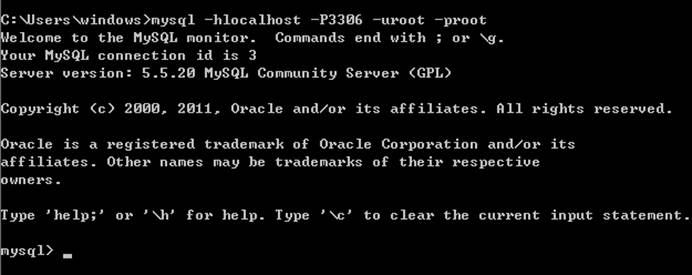 C:\Users\windows>mysql -hlocalhost -P3306 -uroot -proot
Welcome to the MySQL monitor.  Commands end with ; or \g.
Your MySQL connection id is 3
Server version: 5.5.20 MySQL Community Server (GPL)
Copyright (c) 2000, 2011, Oracle and/or its affiliates. All rights reserved.
Oracle is a registered trademark of Oracle Corporation and/or its
affiliates. Other names may be trademarks of their respective
owners.
Type 'help;' or '\h' for help. Type '\c' to clear the current input statement.
mysql> _